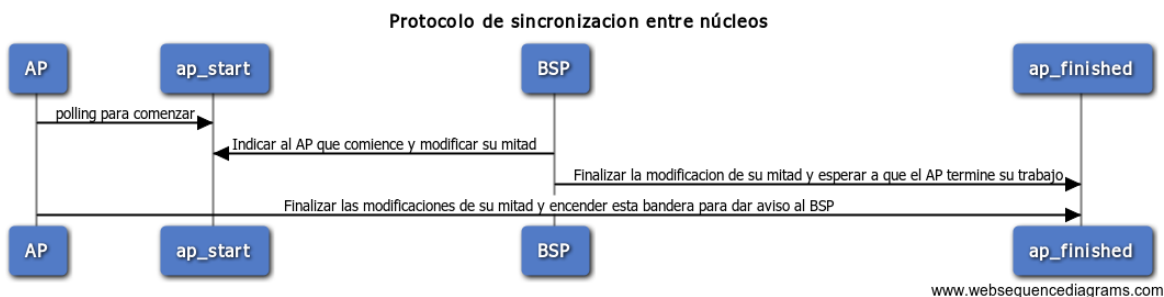 Protocolo de sincronizacion entre núcleos
AP
ap_start
BSP
ap_finished
polling para comenzar
Indicar al AP que comience y modificar su mitad
Finalizar la modificacion de su mitad y esperar a que el AP termine su trabajo
Finalizar las modificaciones de su mitad y encender esta bandera para dar aviso al BSP
AP
ap_start
BSP
ap_finished
www.websequencediagrams.com